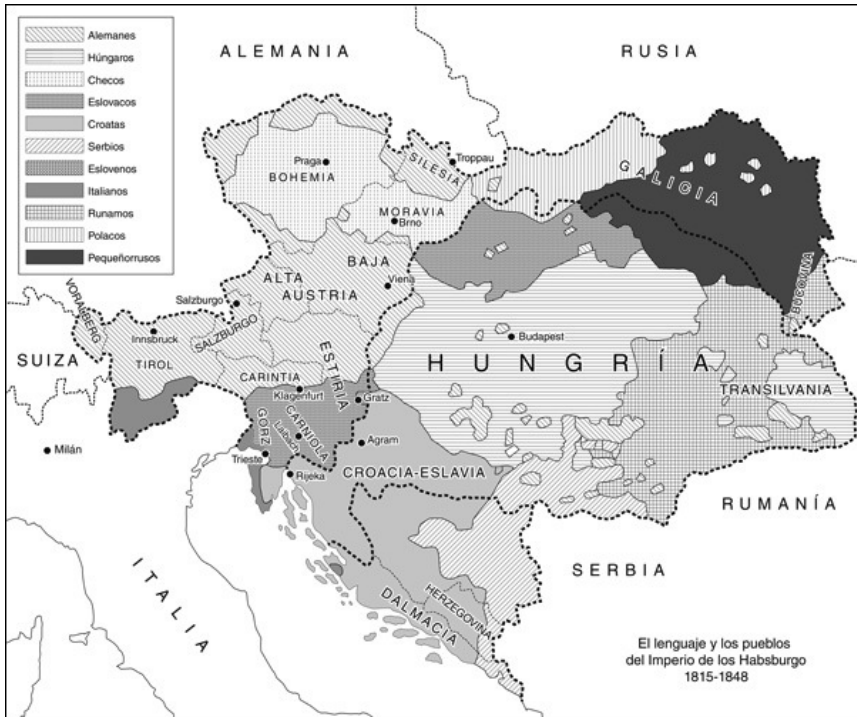 Alemanes
Húngaros
Checos
Eslovacos
Croatas
Serbios
Eslovenos
Italianos
Runamos
Polacos
Pequeñorrusos
ALEMANIA
RUSIA
Praga
BOHEMIA
SILESIA
Troppau
GALICIA
MORAVIA
Brno
BAJA
ALTA
AUSTRIA
Viena
BUCOVINA
VORALBERG
Salzburgo
SALZBURGO
Innsbruck
TIROL
SUIZA
Budapest
HUNGRÍA
ESTIRIA
CARINTIA
Klagenfurt
Gratz
TRANSILVANIA
GORZ
CARNIOLA
Laibach
Agram
Milán
Trieste
Rijeka
CROACIA-ESLAVIA
RUMANÍA
ITALIA
SERBIA
HERZEGOVINA
DALMACIA
El lenguaje y los pueblos
del Imperio de los Habsburgo
1815-1848